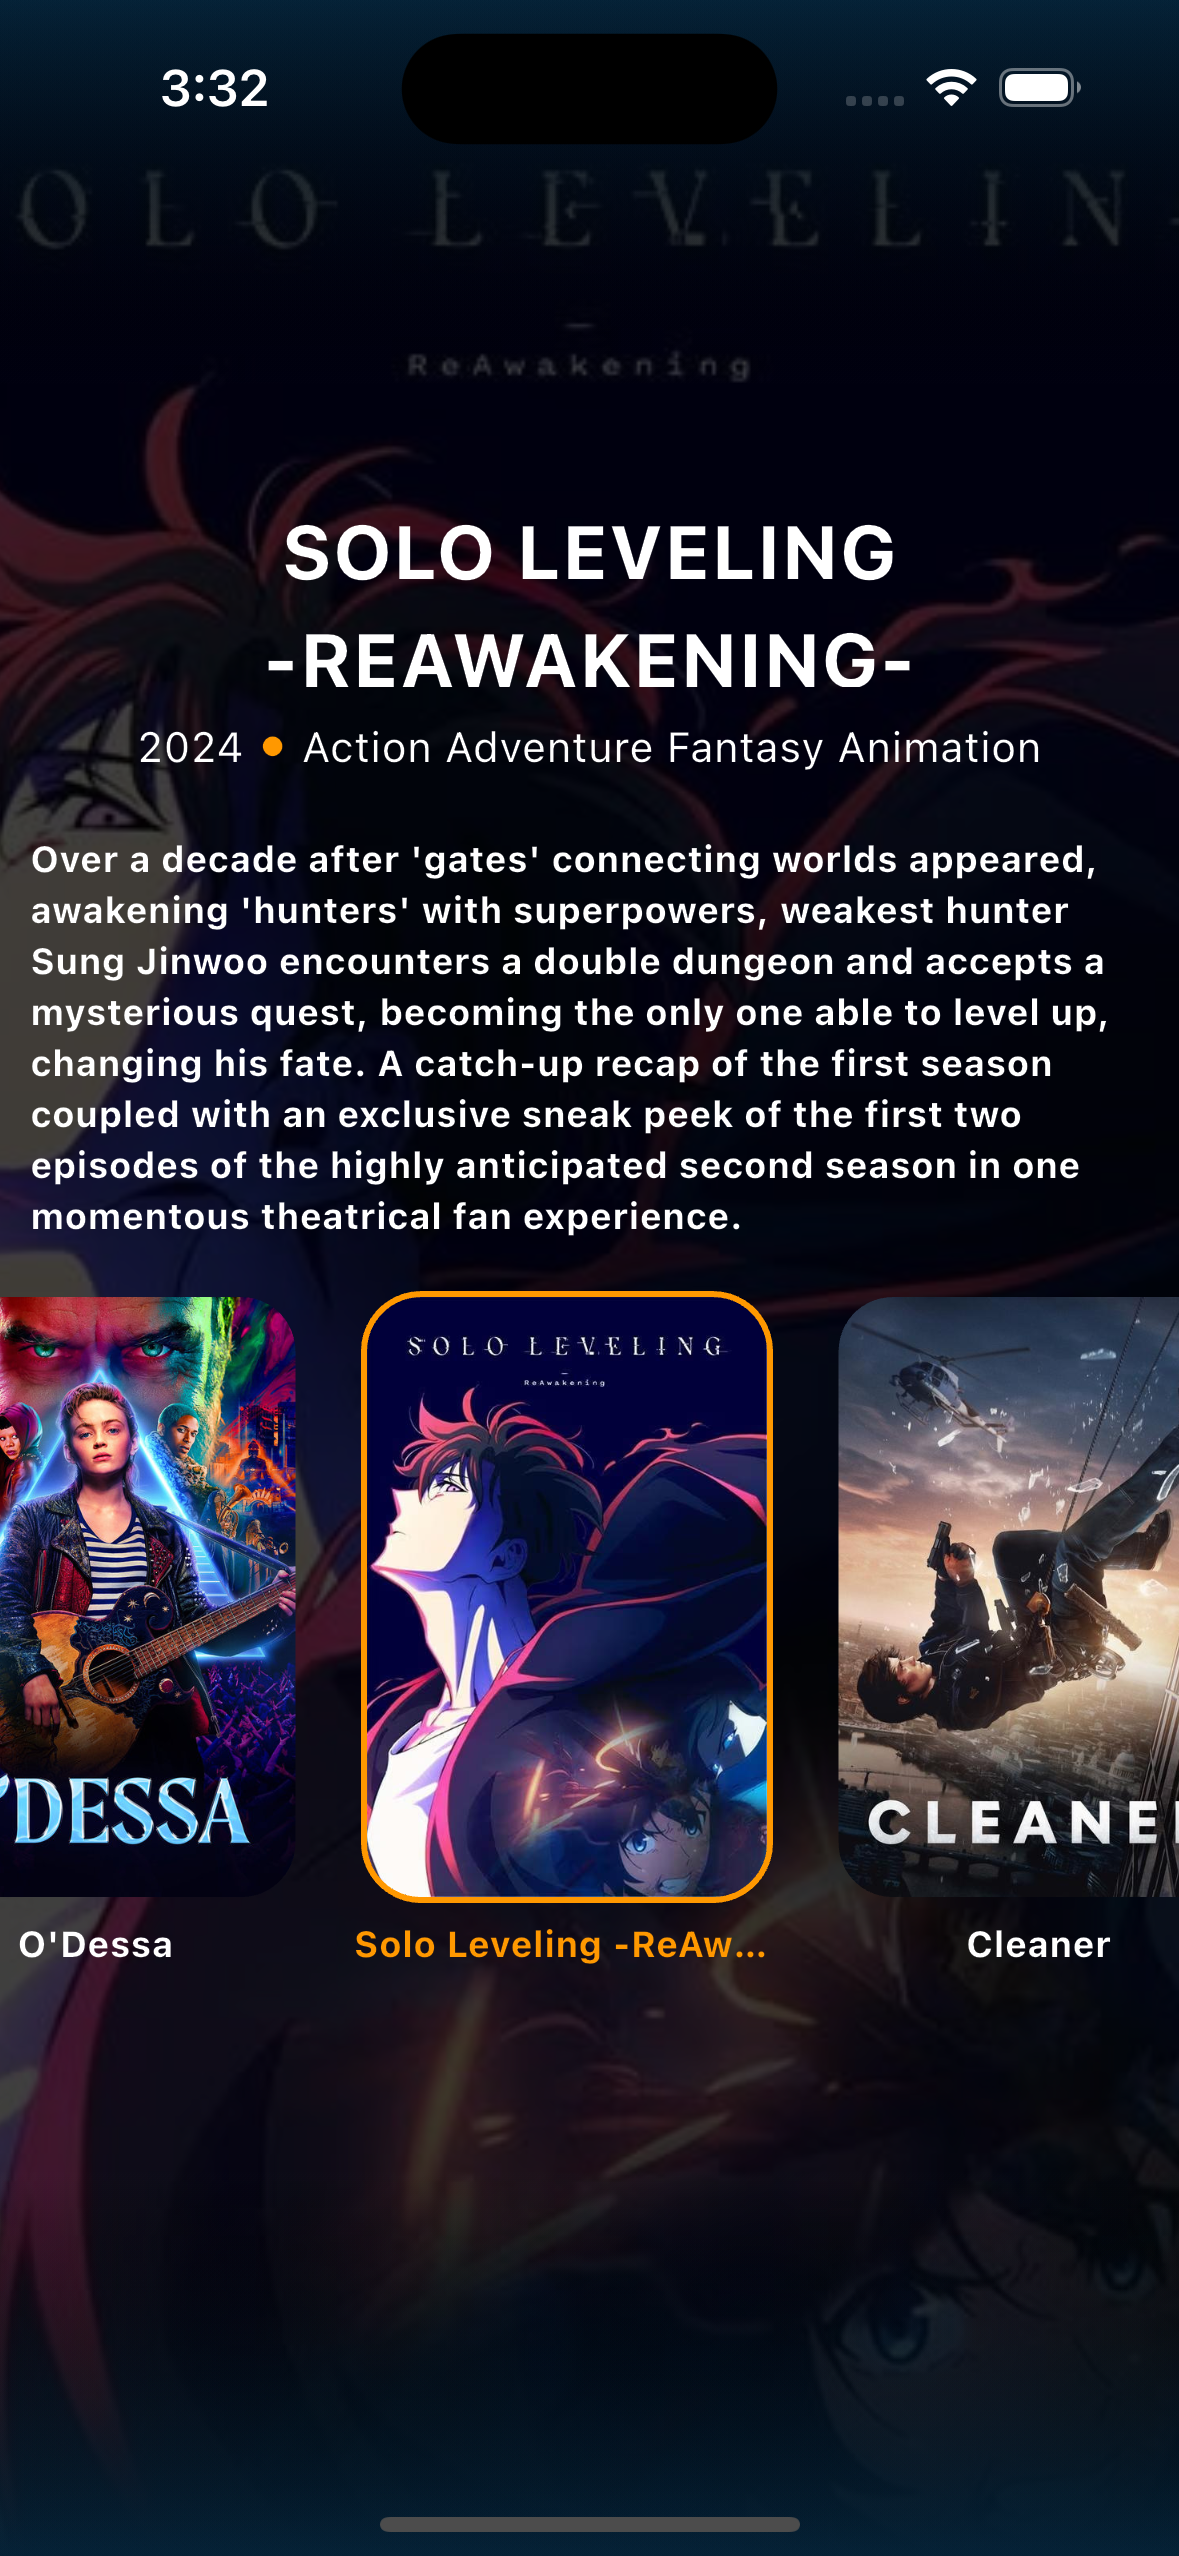 3:32
OLO LEVELIN
ReAwakening
SOLO LEVELING
-REAWAKENING-
2024 ● Action Adventure Fantasy Animation
Over a decade after 'gates' connecting worlds appeared,
awakening 'hunters' with superpowers, weakest hunter
Sung Jinwoo encounters a double dungeon and accepts a
mysterious quest, becoming the only one able to level up,
changing his fate. A catch-up recap of the first season
coupled with an exclusive sneak peek of the first two
episodes of the highly anticipated second season in one
momentous theatrical fan experience.
SOLO LEVELING
ReAwakening
'DESSA
CLEANER
O'Dessa
Solo Leveling -ReAw...
Cleaner